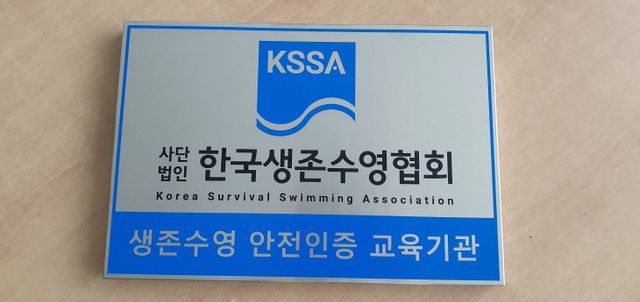 KSSA
사단
법인
한국생존수영협회
Korea Survival Swimming Association
생존수영 안전인증 교육기관